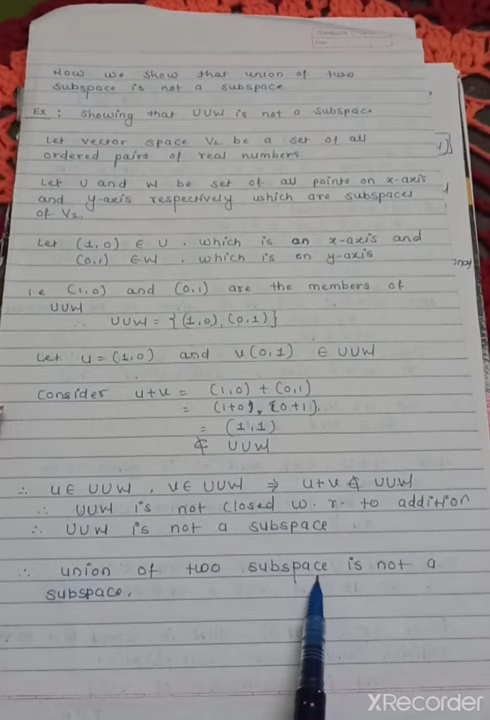 Now we show that union of two
subspace is not a subspace
Ex : Showing that U∪W is not a subspace
Let vector space V₂ be a set of all
ordered pairs of real numbers
Let U and W be set of all points on x-axis
and y-axis respectively which are subspaces
of V₂.
Let (1,0) ∈ U , which is on x-axis and
(0,1) ∈ W , which is on y-axis
i.e (1,0) and (0,1) are the members of
U∪W
∴ U∪W = {(1,0), (0,1)}
Let u = (1,0) and v(0,1) ∈ U∪W
Consider u+v = (1,0) + (0,1)
= (1+0), (0+1)
= (1,1)
∉ U∪W
∴ u ∈ U∪W , v ∈ U∪W ⇒ u+v ∉ U∪W
∴ U∪W is not closed w.r. to addition
∴ U∪W is not a subspace
∴ union of two subspace is not a
subspace.
XRecorder